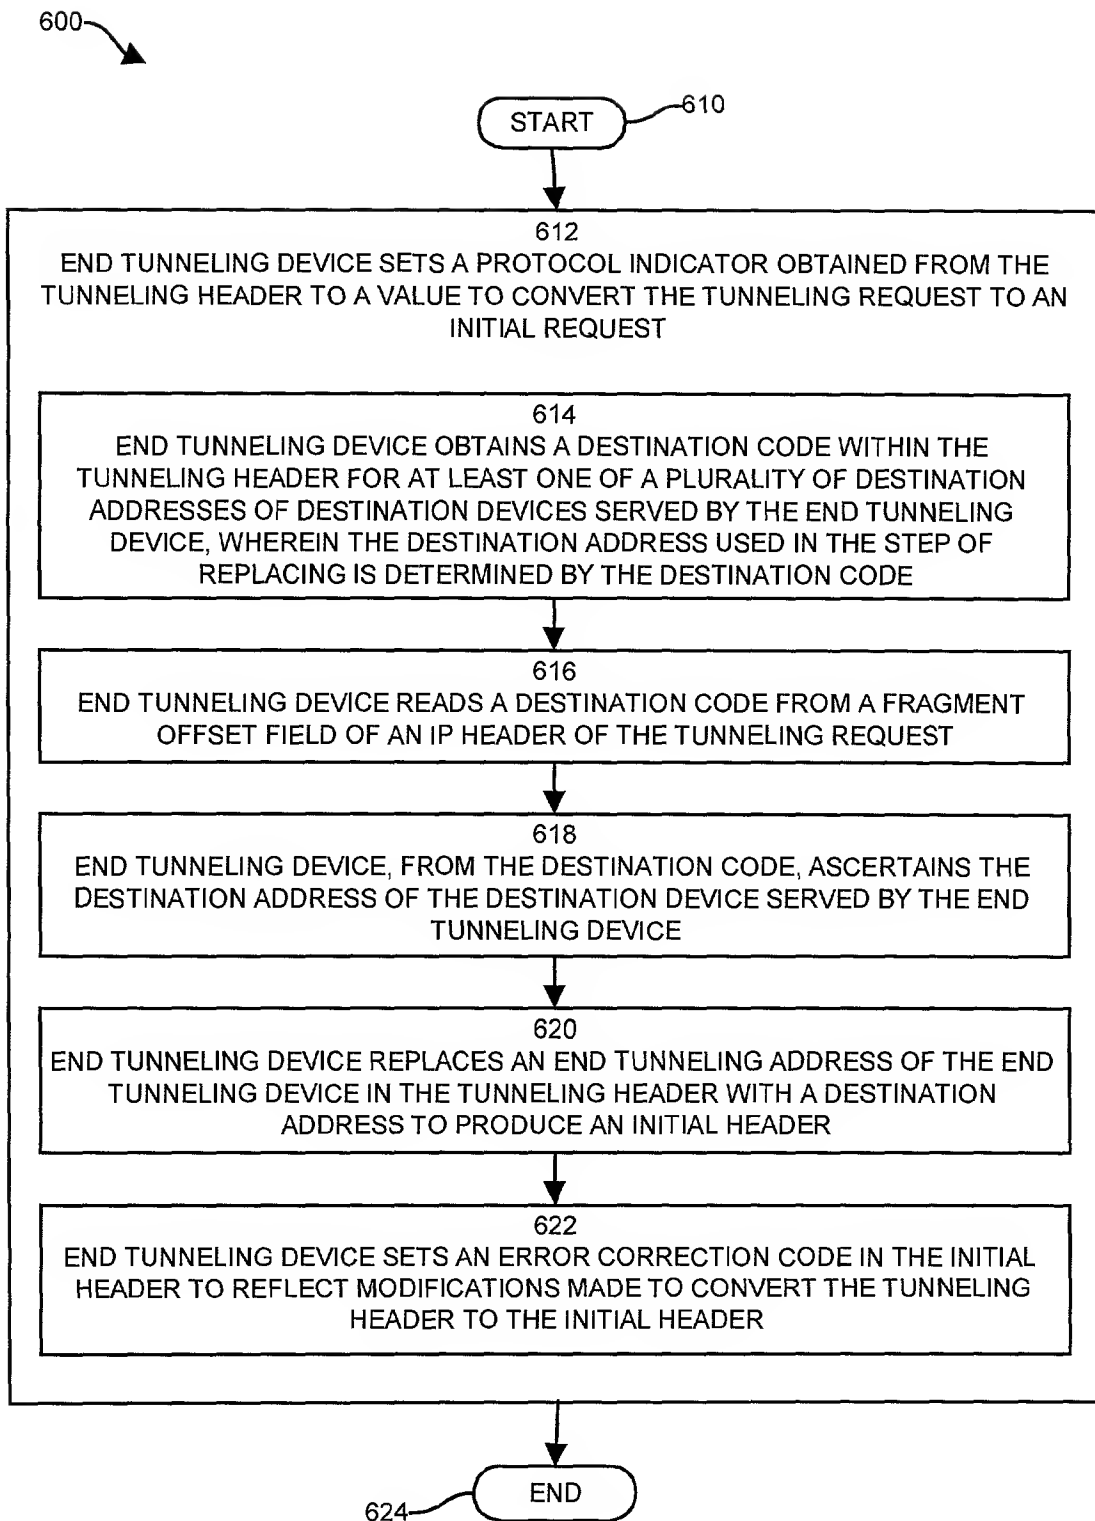 600
START
610
612
END TUNNELING DEVICE SETS A PROTOCOL INDICATOR OBTAINED FROM THE
TUNNELING HEADER TO A VALUE TO CONVERT THE TUNNELING REQUEST TO AN
INITIAL REQUEST
614
END TUNNELING DEVICE OBTAINS A DESTINATION CODE WITHIN THE
TUNNELING HEADER FOR AT LEAST ONE OF A PLURALITY OF DESTINATION
ADDRESSES OF DESTINATION DEVICES SERVED BY THE END TUNNELING
DEVICE, WHEREIN THE DESTINATION ADDRESS USED IN THE STEP OF
REPLACING IS DETERMINED BY THE DESTINATION CODE
616
END TUNNELING DEVICE READS A DESTINATION CODE FROM A FRAGMENT
OFFSET FIELD OF AN IP HEADER OF THE TUNNELING REQUEST
618
END TUNNELING DEVICE, FROM THE DESTINATION CODE, ASCERTAINS THE
DESTINATION ADDRESS OF THE DESTINATION DEVICE SERVED BY THE END
TUNNELING DEVICE
620
END TUNNELING DEVICE REPLACES AN END TUNNELING ADDRESS OF THE END
TUNNELING DEVICE IN THE TUNNELING HEADER WITH A DESTINATION
ADDRESS TO PRODUCE AN INITIAL HEADER
622
END TUNNELING DEVICE SETS AN ERROR CORRECTION CODE IN THE INITIAL
HEADER TO REFLECT MODIFICATIONS MADE TO CONVERT THE TUNNELING
HEADER TO THE INITIAL HEADER
END
624